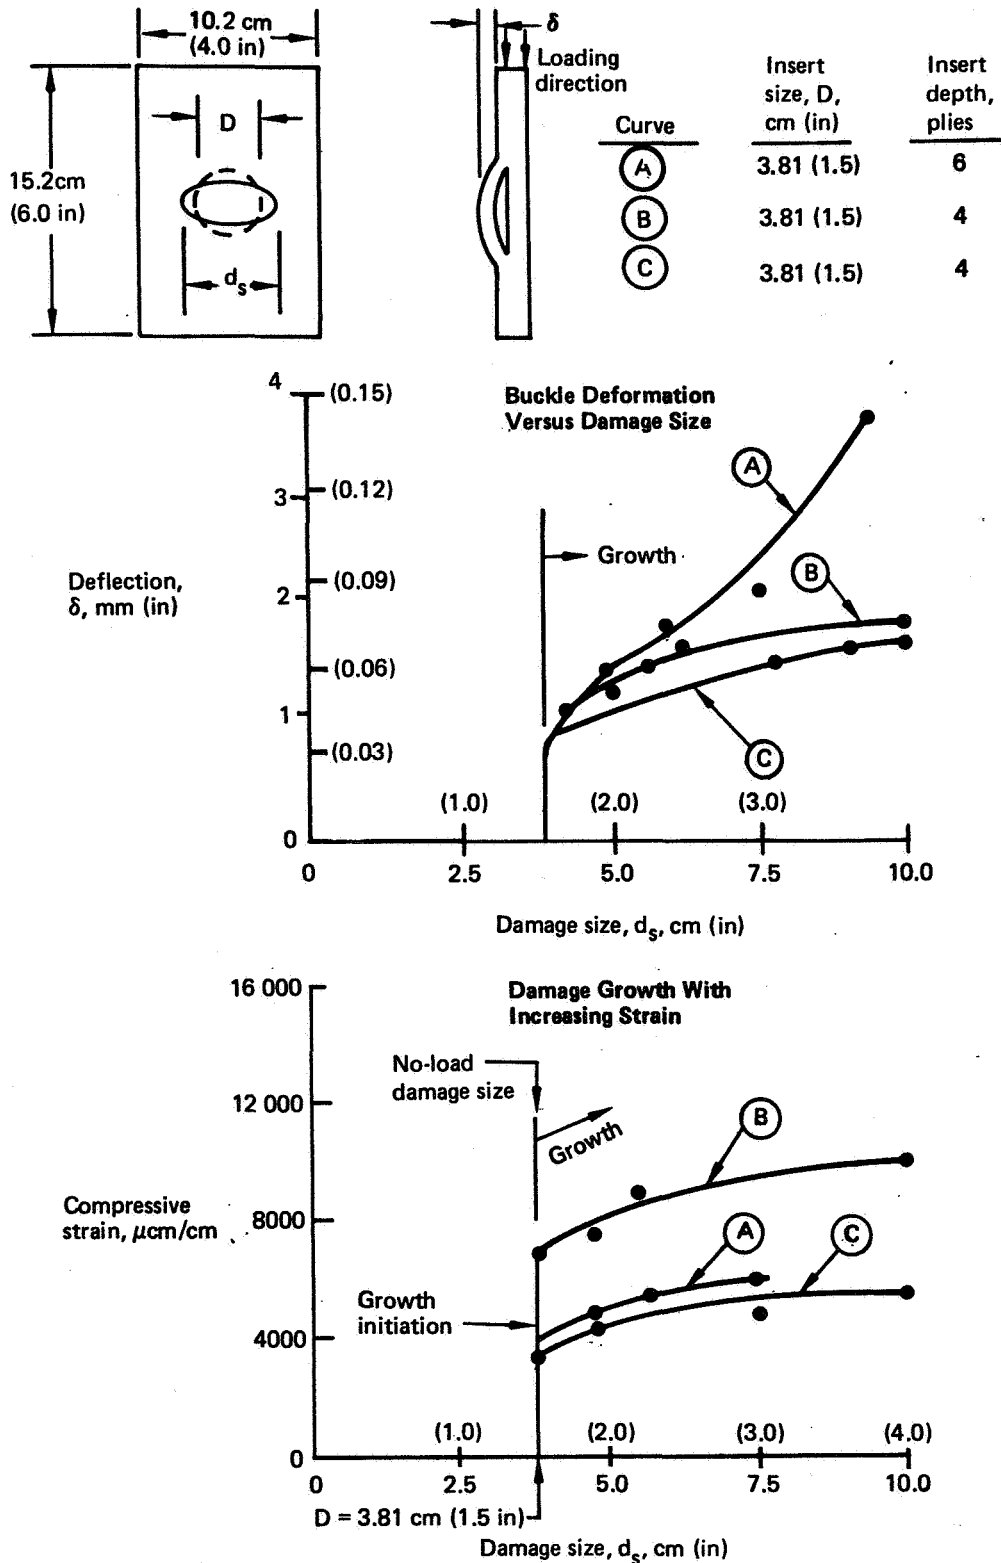 10.2 cm
(4.0 in)
D
15.2cm
(6.0 in)
ds
δ
Loading
direction
Curve
Insert
size, D,
cm (in)
Insert
depth,
plies
A 3.81 (1.5) 6
B 3.81 (1.5) 4
C 3.81 (1.5) 4
Buckle Deformation
Versus Damage Size
4 (0.15)
3 (0.12)
(0.09)
2
(0.06)
1
(0.03)
0
Deflection,
δ, mm (in)
Growth
A
B
C
(1.0) (2.0) (3.0)
0 2.5 5.0 7.5 10.0
Damage size, ds, cm (in)
Damage Growth With
Increasing Strain
16 000
12 000
8000
4000
0
Compressive
strain, μcm/cm
No-load
damage size
Growth
Growth
initiation
B
A
C
(1.0) (2.0) (3.0) (4.0)
0 2.5 5.0 7.5 10.0
D = 3.81 cm (1.5 in)
Damage size, ds, cm (in)